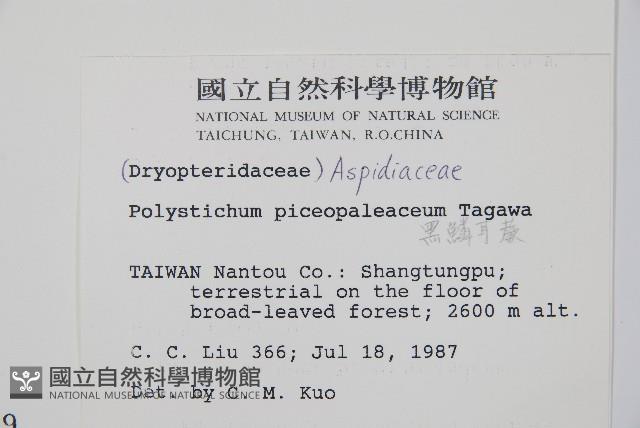 國立自然科學博物館
NATIONAL MUSEUM OF NATURAL SCIENCE
TAICHUNG, TAIWAN, R.O.CHINA
(Dryopteridaceae) Aspidiaceae
Polystichum piceopaleaceum Tagawa
黑鱗耳蕨
TAIWAN Nantou Co.: Shangtungpu;
terrestrial on the floor of
broad-leaved forest; 2600 m alt.
C. C. Liu 366; Jul 18, 1987
Det. by C. M. Kuo
國立自然科學博物館
NATIONAL MUSEUM OF NATURAL SCIENCE
9